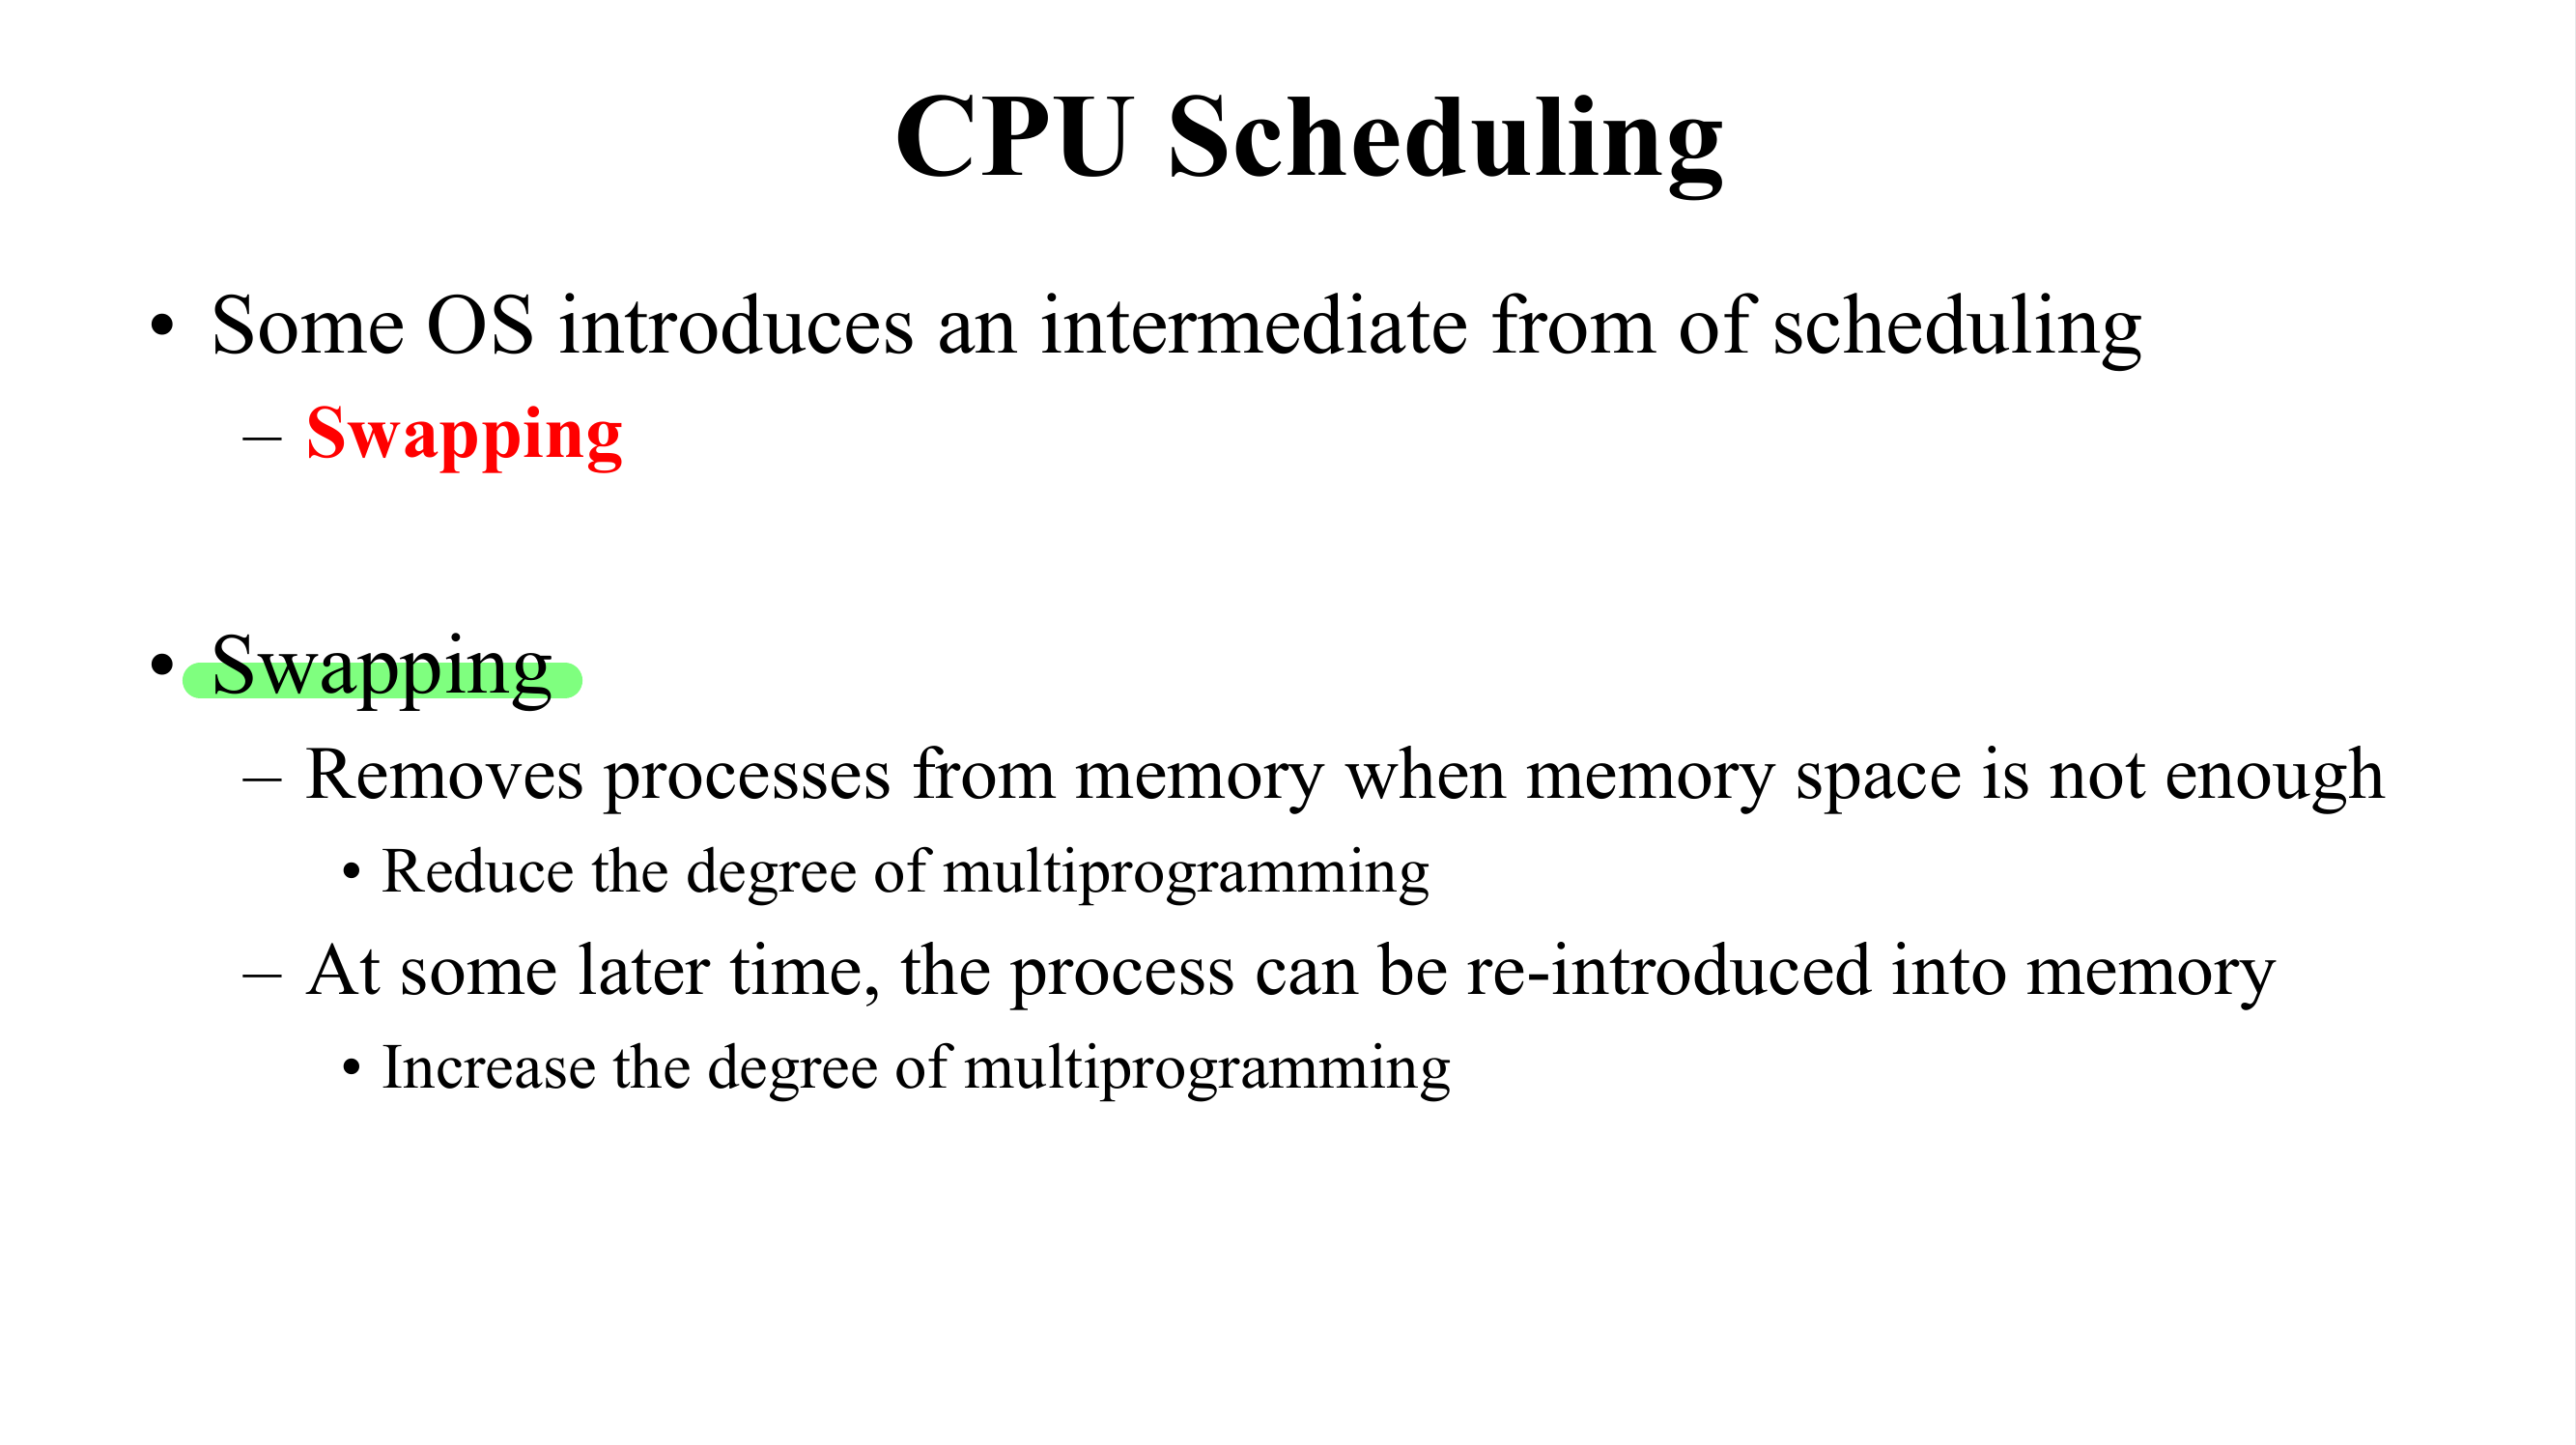 CPU Scheduling
• Some OS introduces an intermediate from of scheduling
– Swapping
• Swapping
– Removes processes from memory when memory space is not enough
• Reduce the degree of multiprogramming
– At some later time, the process can be re-introduced into memory
• Increase the degree of multiprogramming